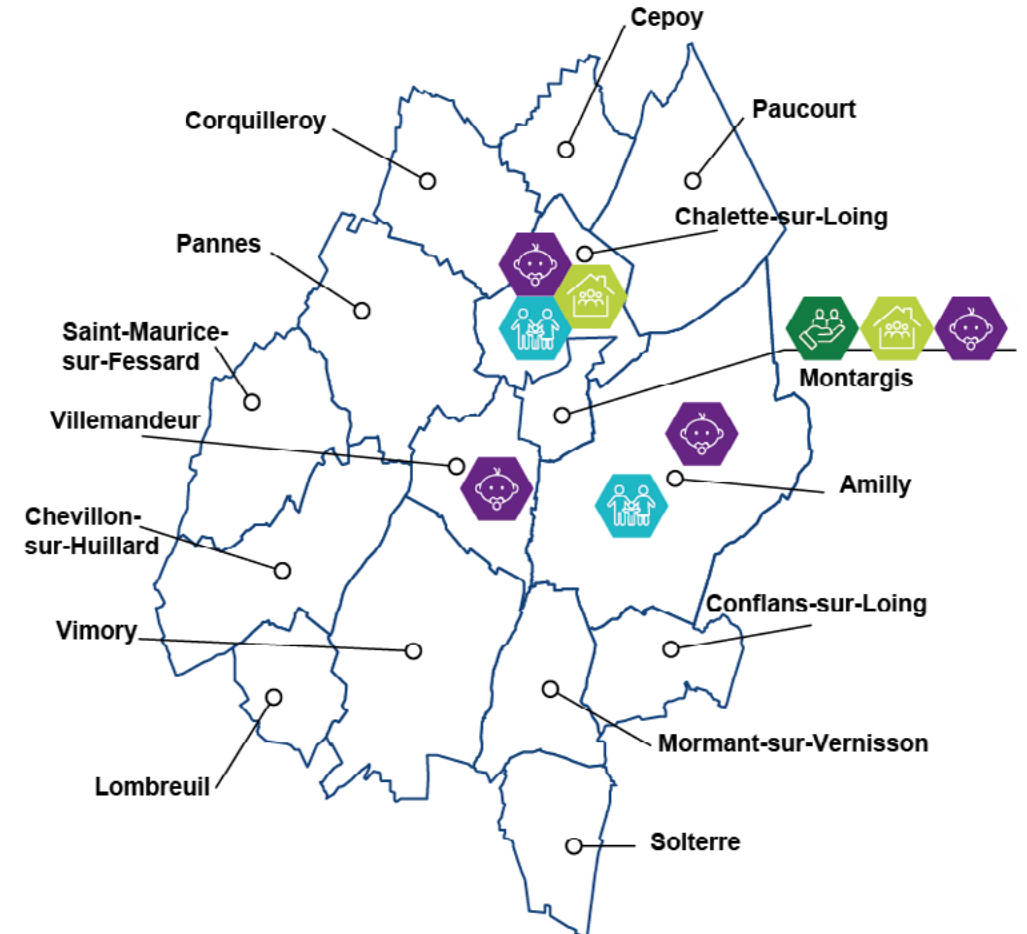 Cepoy
Paucourt
Corquilleroy
Chalette-sur-Loing
Pannes
Saint-Maurice-
sur-Fessard
Montargis
Villemandeur
Amilly
Chevillon-
sur-Huillard
Conflans-sur-Loing
Vimory
Mormant-sur-Vernisson
Lombreuil
Solterre